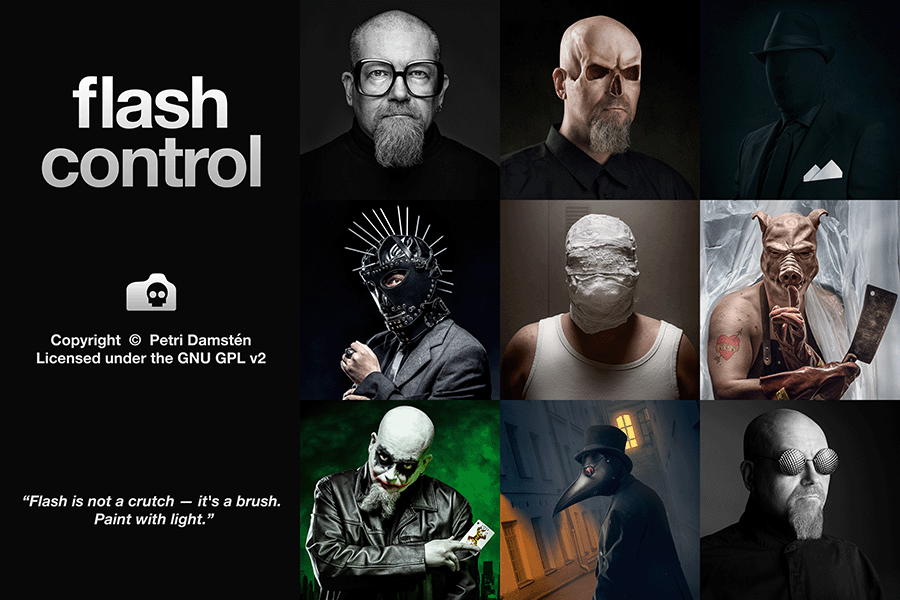 flash
control
Copyright © Petri Damstén
Licensed under the GNU GPL v2
“Flash is not a crutch — it's a brush.
Paint with light.”